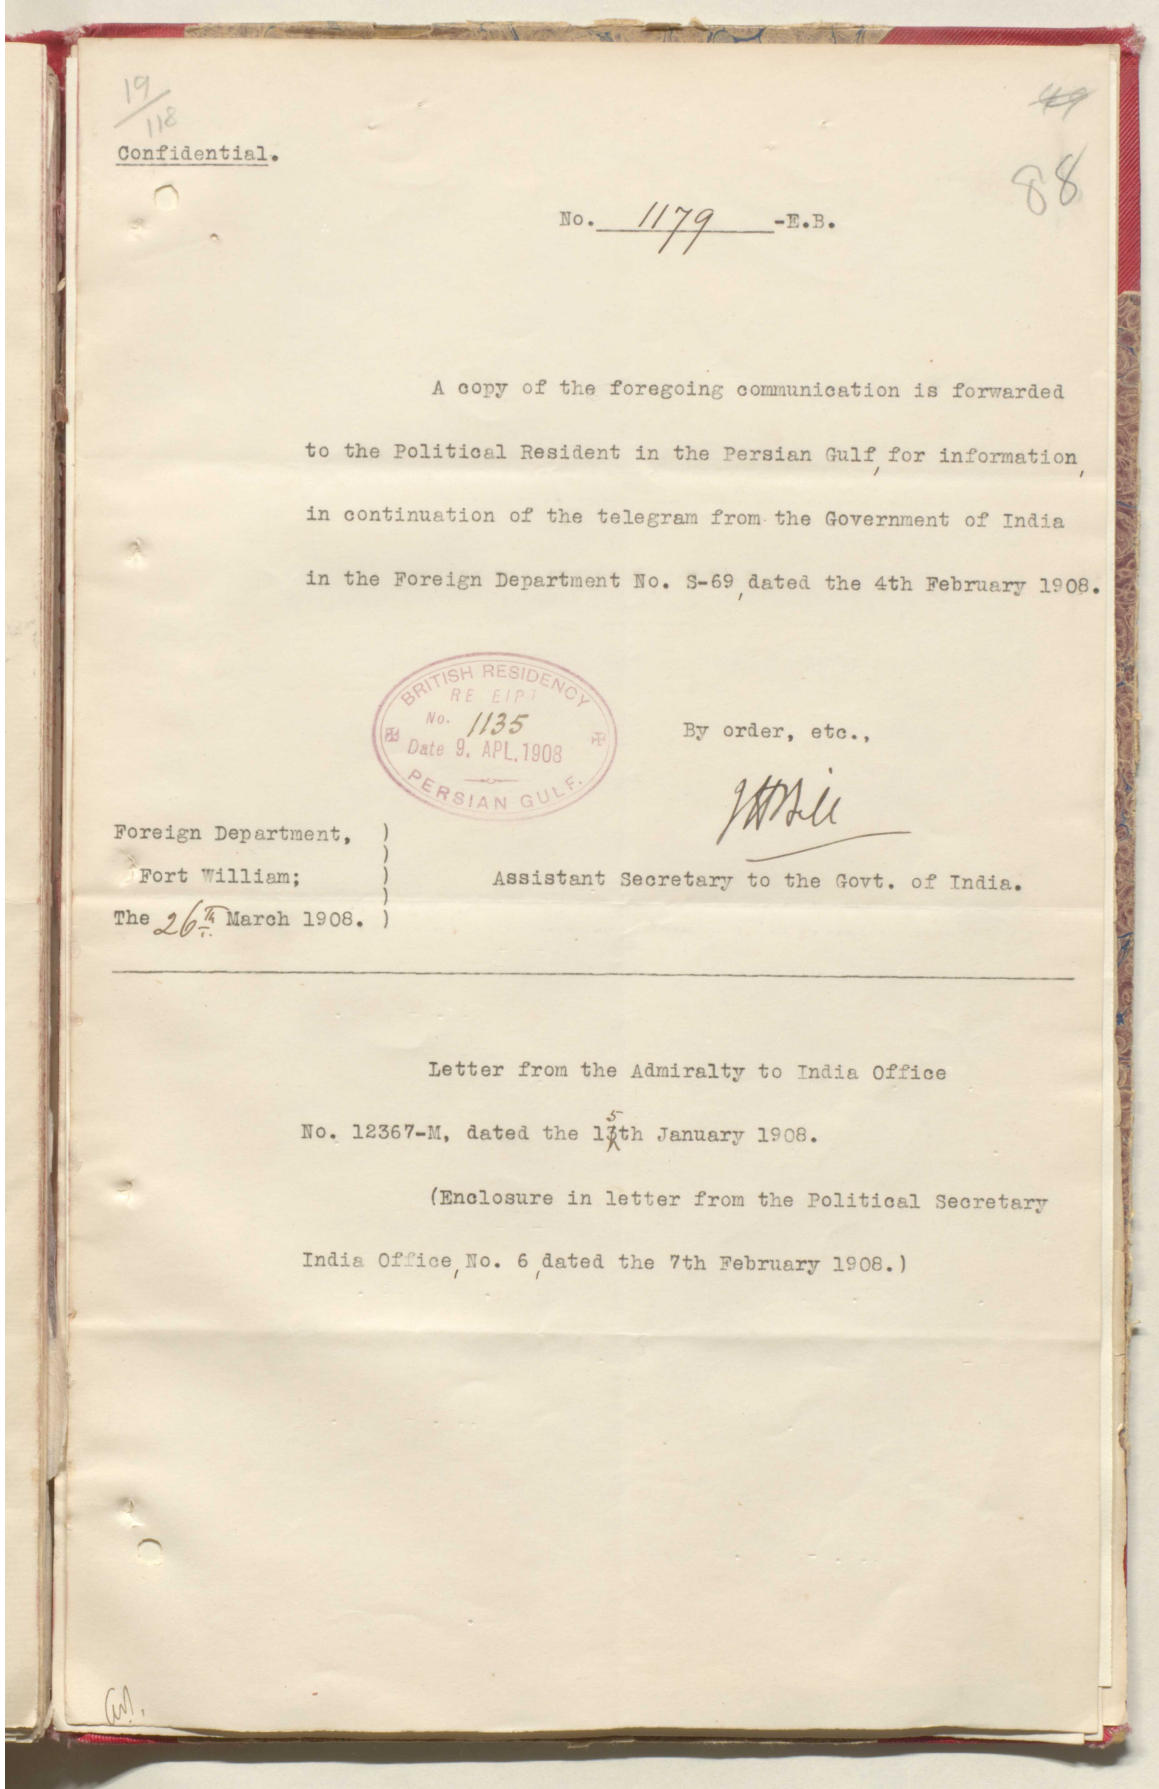 19/118
49
Confidential.
88
No. 1179 -E.B.
A copy of the foregoing communication is forwarded
to the Political Resident in the Persian Gulf, for information,
in continuation of the telegram from the Government of India
in the Foreign Department No. S-69, dated the 4th February 1908.
BRITISH RESIDENCY
RE EIPT
No. 1135
Date 9. APL. 1908
PERSIAN GULF.
By order, etc.,
Foreign Department, )
)
Fort William; )
)
Assistant Secretary to the Govt. of India.
The 26th March 1908. )
Letter from the Admiralty to India Office
No. 12367-M, dated the 15th January 1908.
(Enclosure in letter from the Political Secretary
India Office, No. 6, dated the 7th February 1908.)